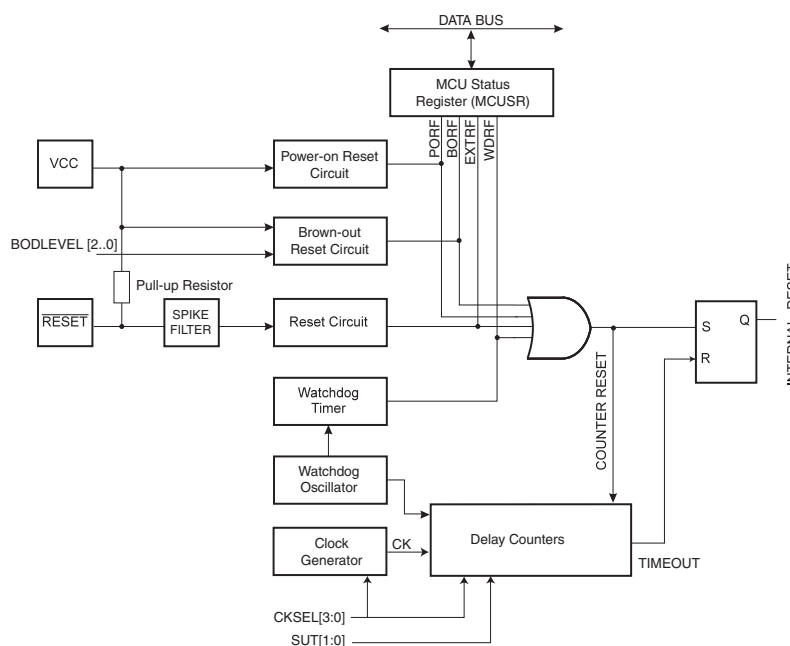 DATA BUS
MCU Status
Register (MCUSR)
PORF
BORF
EXTRF
WDRF
VCC
Power-on Reset
Circuit
BODLEVEL [2..0]
Brown-out
Reset Circuit
Pull-up Resistor
RESET
SPIKE
FILTER
Reset Circuit
S
Q
R
INTERNAL RESET
COUNTER RESET
Watchdog
Timer
Watchdog
Oscillator
Clock
Generator
CK
Delay Counters
TIMEOUT
CKSEL[3:0]
SUT[1:0]